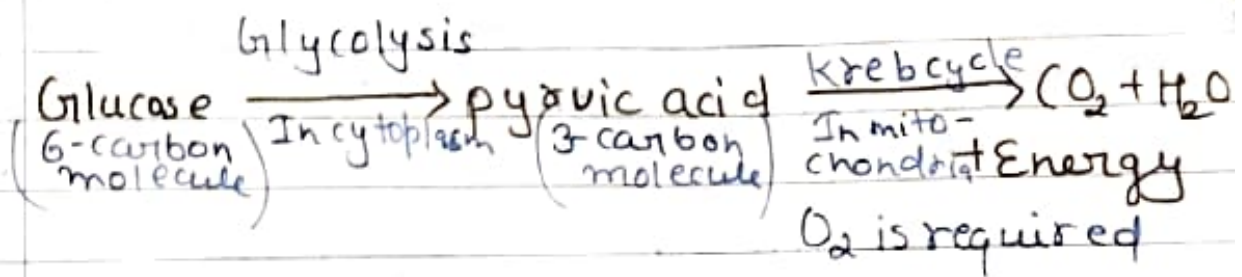 Glycolysis
Glucose ⟶ pyruvic acid krebcycle ⟶ CO₂ + H₂O
(6-carbon molecule) In cytoplasm (3-carbon molecule) In mito-
chondria + Energy
O₂ is required